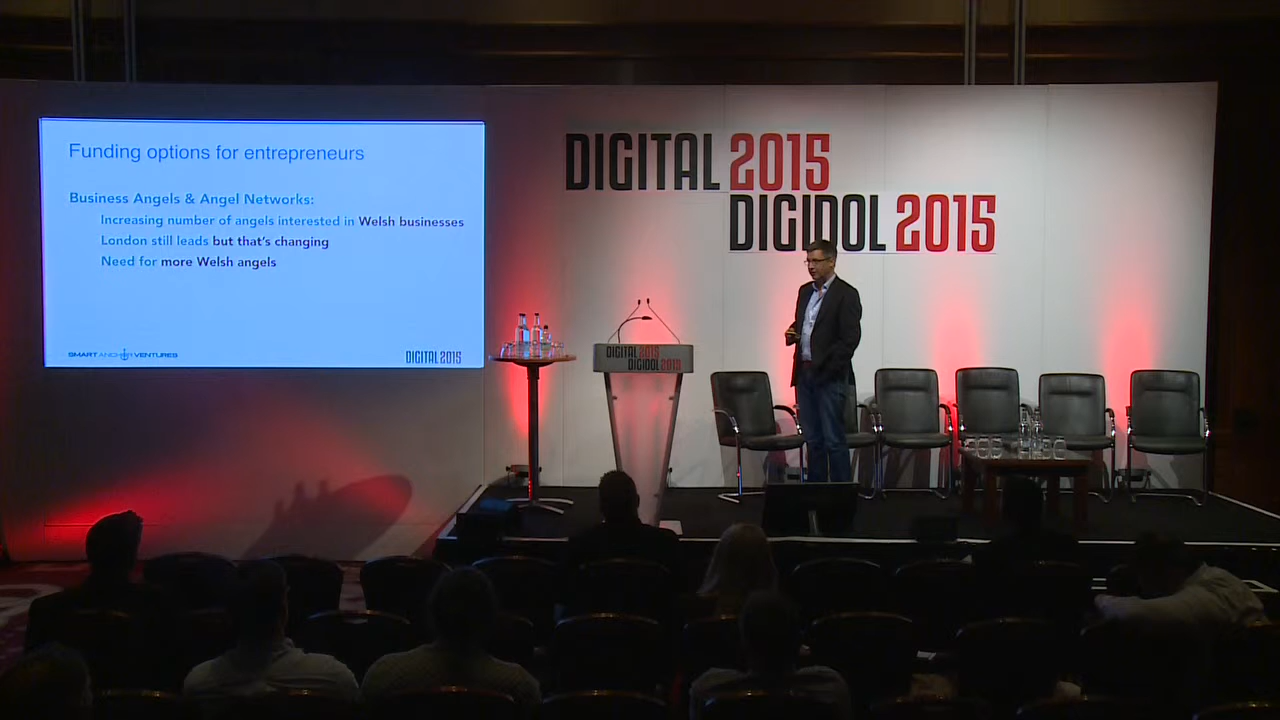 Funding options for entrepreneurs
Business Angels & Angel Networks:
Increasing number of angels interested in Welsh businesses
London still leads but that's changing
Need for more Welsh angels
SMART ANCHOR VENTURES
DIGITAL 2015
DIGITAL 2015
DIGIDOL 2015
DIGITAL 2015
DIGIDOL 2015